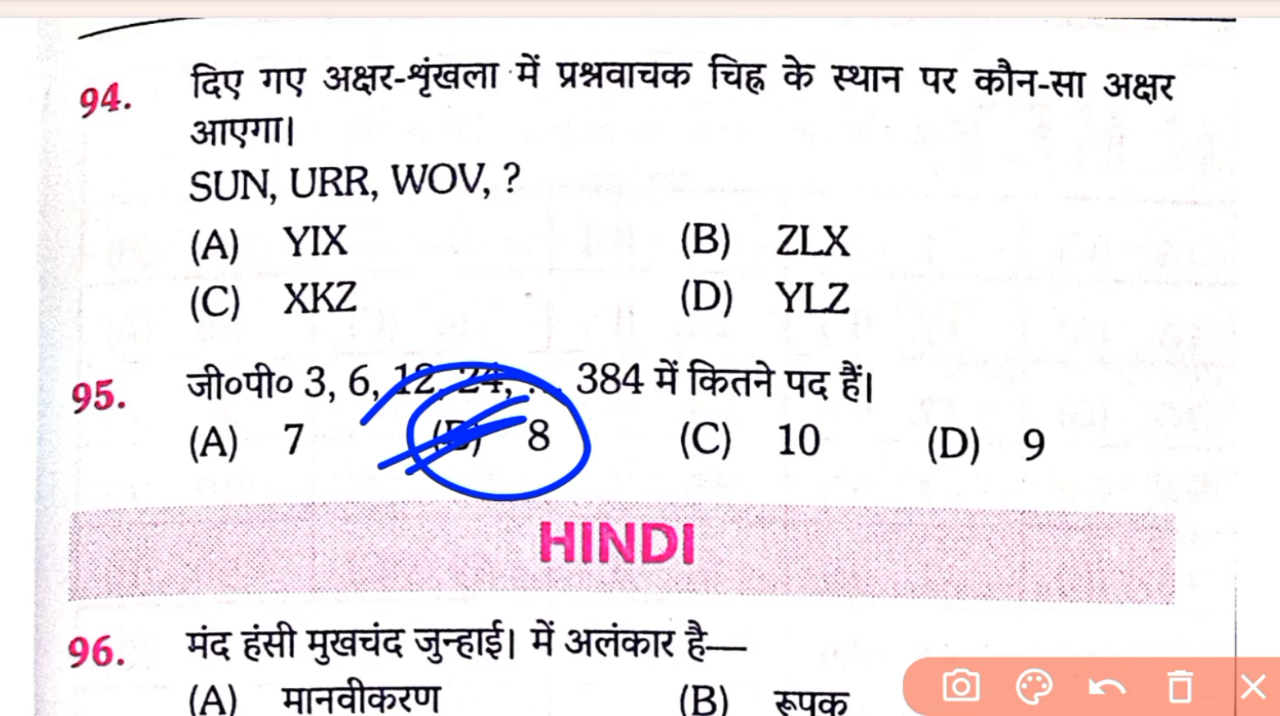 94. दिए गए अक्षर-शृंखला में प्रश्नवाचक चिह्न के स्थान पर कौन-सा अक्षर
आएगा।
SUN, URR, WOV, ?
(A) YIX (B) ZLX
(C) XKZ (D) YLZ
95. जी०पी० 3, 6, 12, 24, ... 384 में कितने पद हैं।
(A) 7 (B) 8 (C) 10 (D) 9
HINDI
96. मंद हंसी मुखचंद जुन्हाई। में अलंकार है—
(A) मानवीकरण (B) रूपक